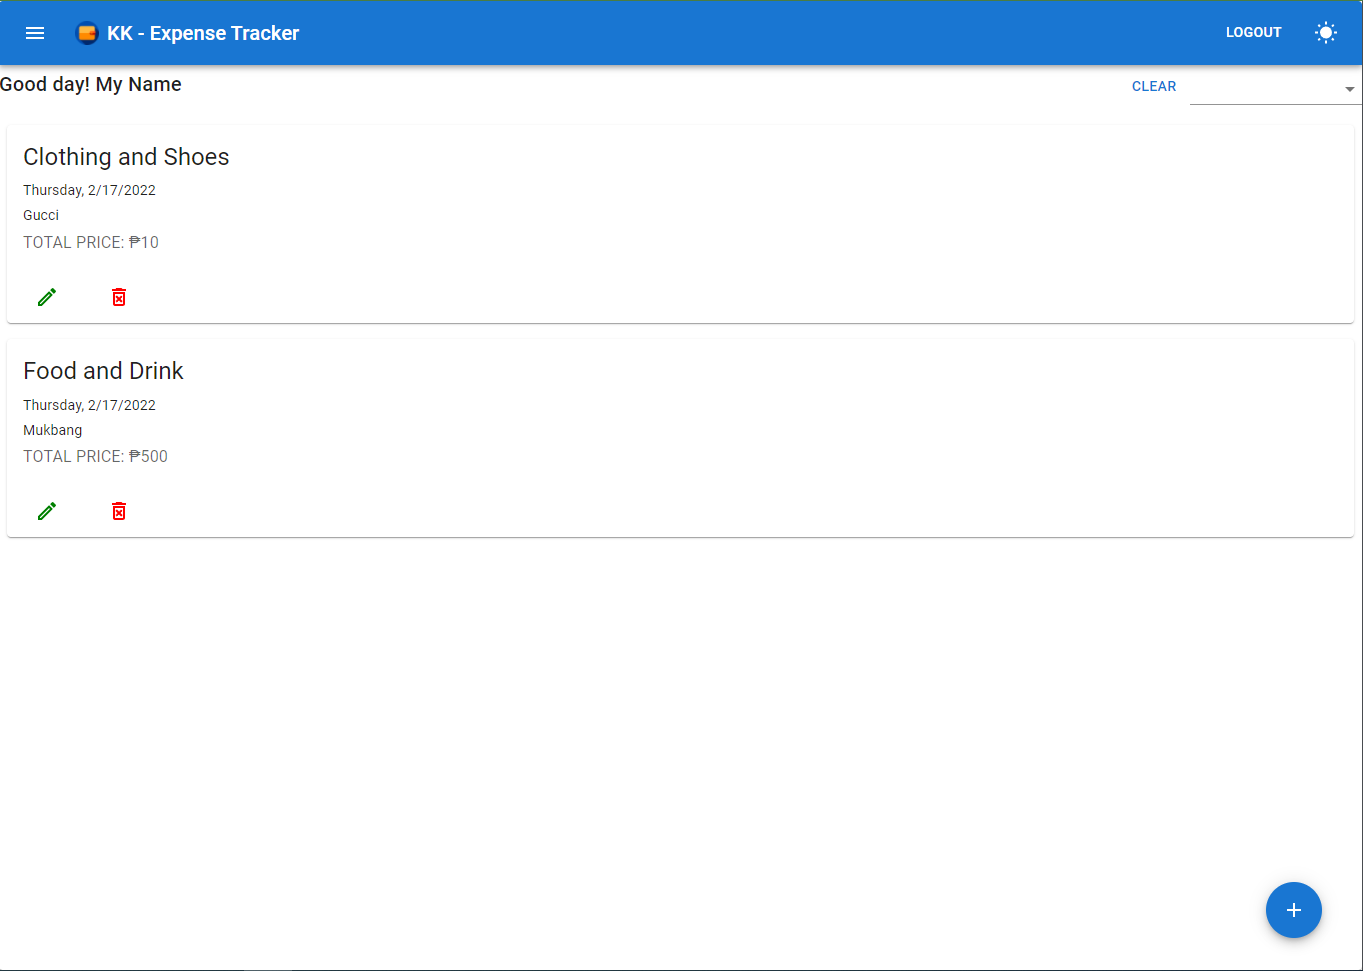 KK - Expense Tracker
LOGOUT
Good day! My Name
CLEAR
Clothing and Shoes
Thursday, 2/17/2022
Gucci
TOTAL PRICE: ₱10
Food and Drink
Thursday, 2/17/2022
Mukbang
TOTAL PRICE: ₱500